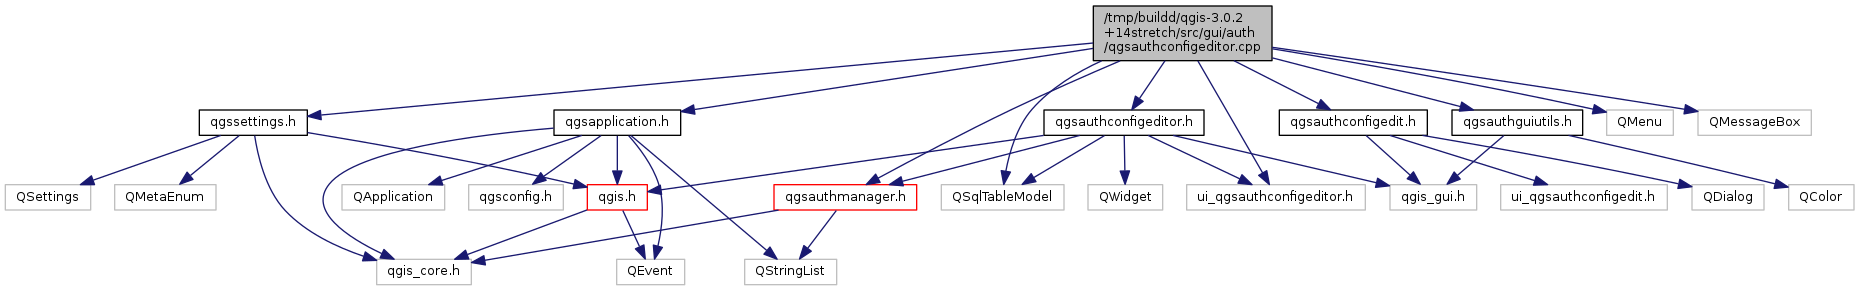 /tmp/buildd/qgis-3.0.2
+14stretch/src/gui/auth
/qgsauthconfigeditor.cpp
qgssettings.h
qgsapplication.h
qgsauthconfigeditor.h
qgsauthconfigedit.h
qgsauthguiutils.h
QMenu
QMessageBox
QSettings
QMetaEnum
QApplication
qgsconfig.h
qgis.h
qgsauthmanager.h
QSqlTableModel
QWidget
ui_qgsauthconfigeditor.h
qgis_gui.h
ui_qgsauthconfigedit.h
QDialog
QColor
qgis_core.h
QEvent
QStringList